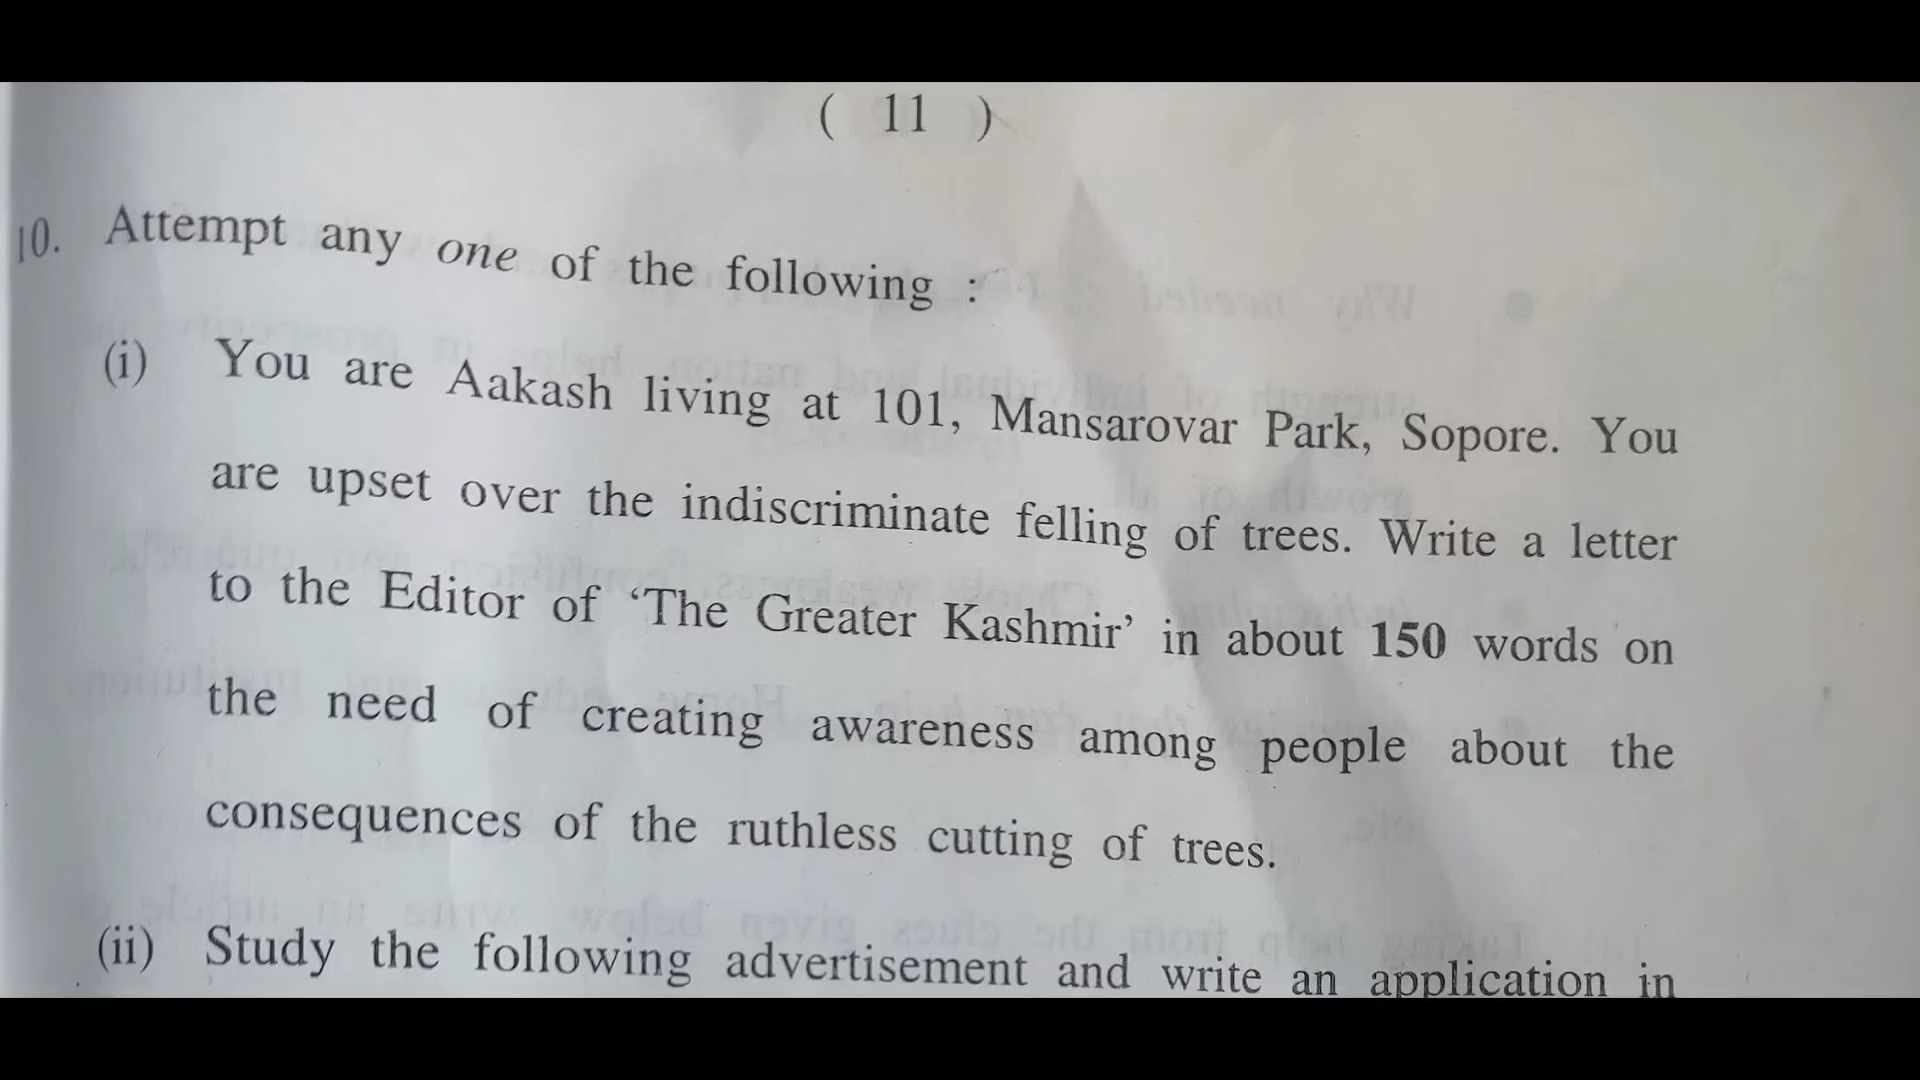 ( 11 )
10. Attempt any one of the following :
(i) You are Aakash living at 101, Mansarovar Park, Sopore. You
are upset over the indiscriminate felling of trees. Write a letter
to the Editor of ‘The Greater Kashmir’ in about 150 words on
the need of creating awareness among people about the
consequences of the ruthless cutting of trees.
(ii) Study the following advertisement and write an application in